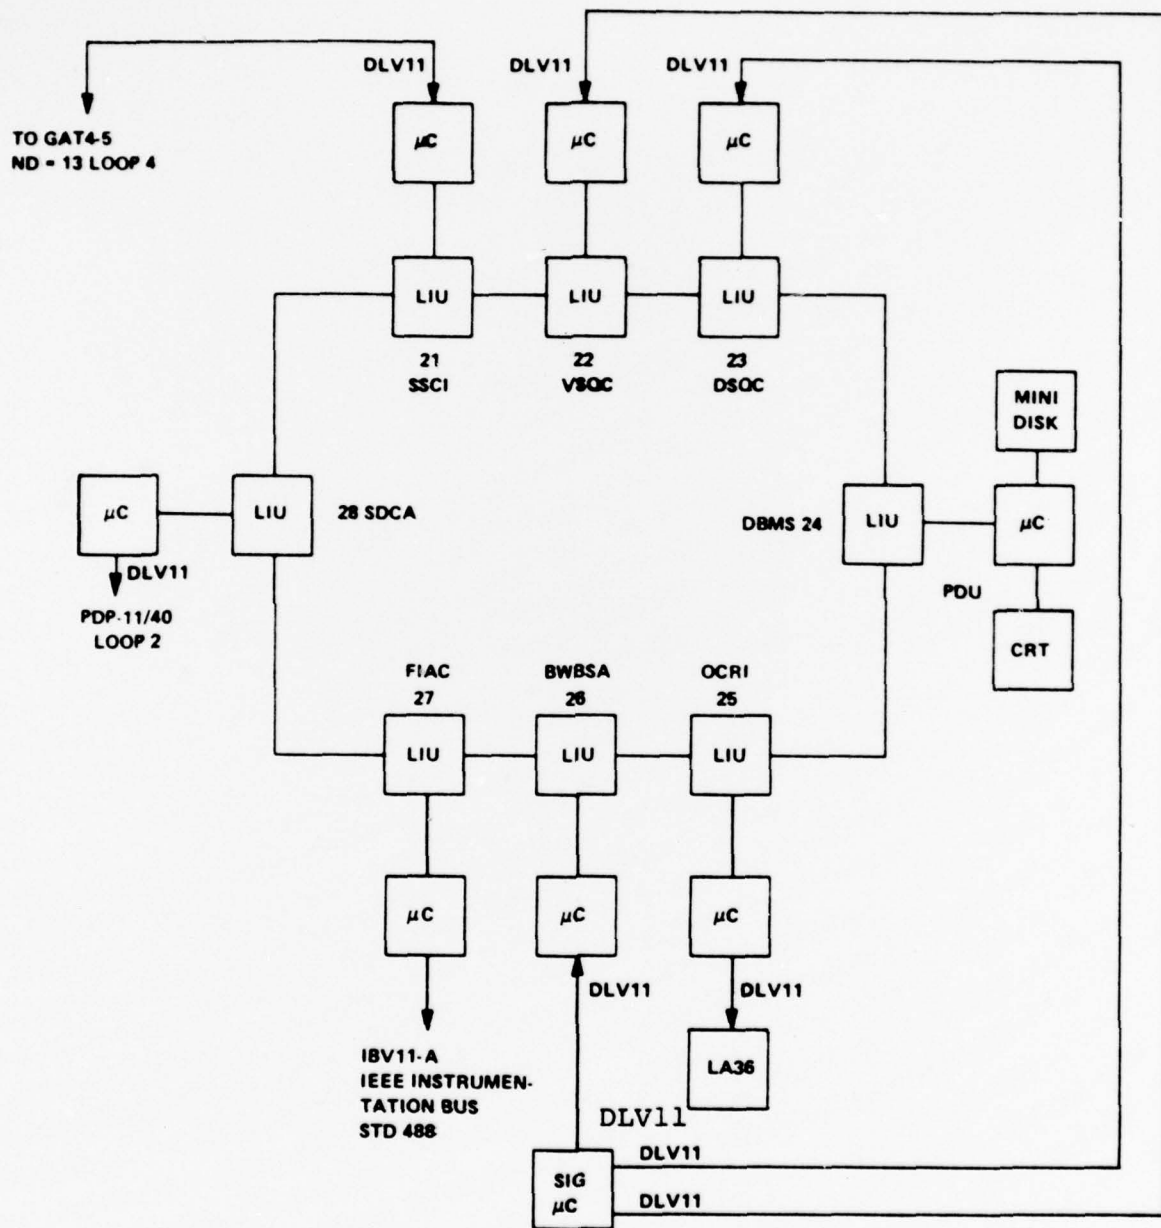 DLV11
DLV11
DLV11
TO GAT4-5
ND = 13 LOOP 4
μC
μC
μC
LIU
LIU
LIU
21
SSCI
22
VSQC
23
DSQC
MINI
DISK
μC
LIU
28 SDCA
DBMS 24
LIU
μC
DLV11
PDP-11/40
LOOP 2
PDU
CRT
FIAC
27
BWBSA
26
OCRI
25
LIU
LIU
LIU
μC
μC
μC
DLV11
DLV11
IBV11-A
IEEE INSTRUMEN-
TATION BUS
STD 488
LA36
DLV11
SIG
μC
DLV11
DLV11